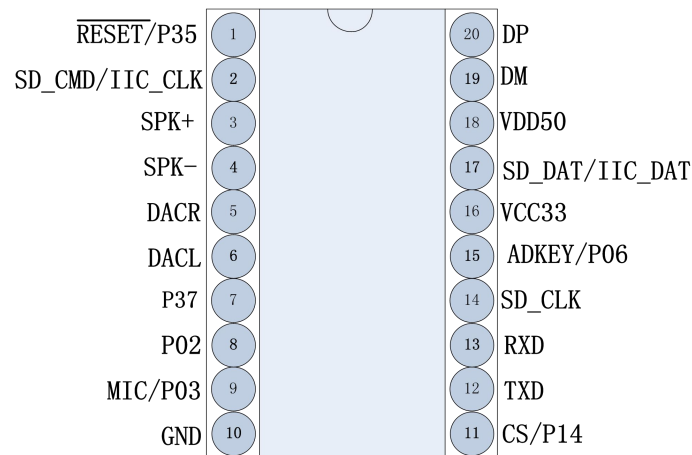 RESET/P35 1 20 DP
SD_CMD/IIC_CLK 2 19 DM
SPK+ 3 18 VDD50
SPK- 4 17 SD_DAT/IIC_DAT
DACR 5 16 VCC33
DACL 6 15 ADKEY/P06
P37 7 14 SD_CLK
P02 8 13 RXD
MIC/P03 9 12 TXD
GND 10 11 CS/P14